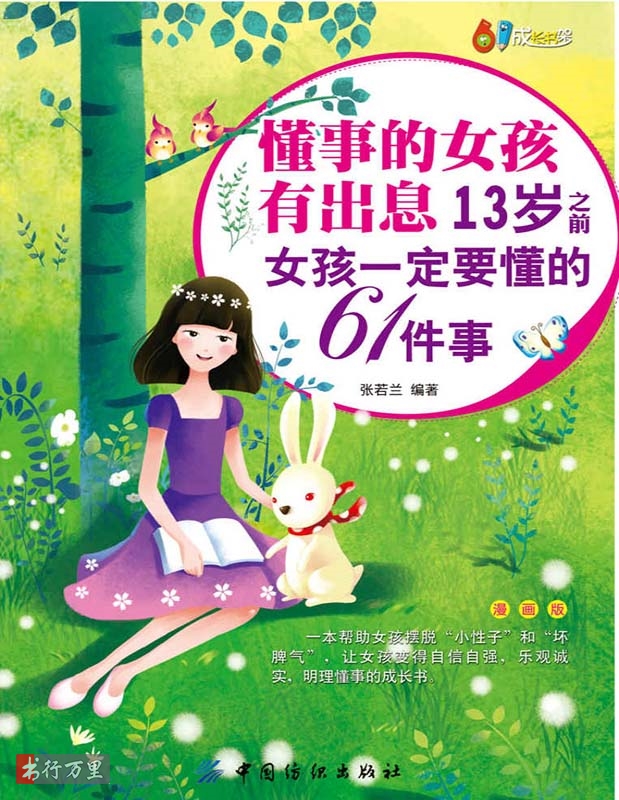 61成长书架
懂事的女孩
有出息 13岁之前
女孩一定要懂的
61件事
张若兰 编著
漫画版
一本帮助女孩摆脱“小性子”和“坏
脾气”，让女孩变得自信自强，乐观诚
实，明理懂事的成长书。
书行万里
中国纺织出版社